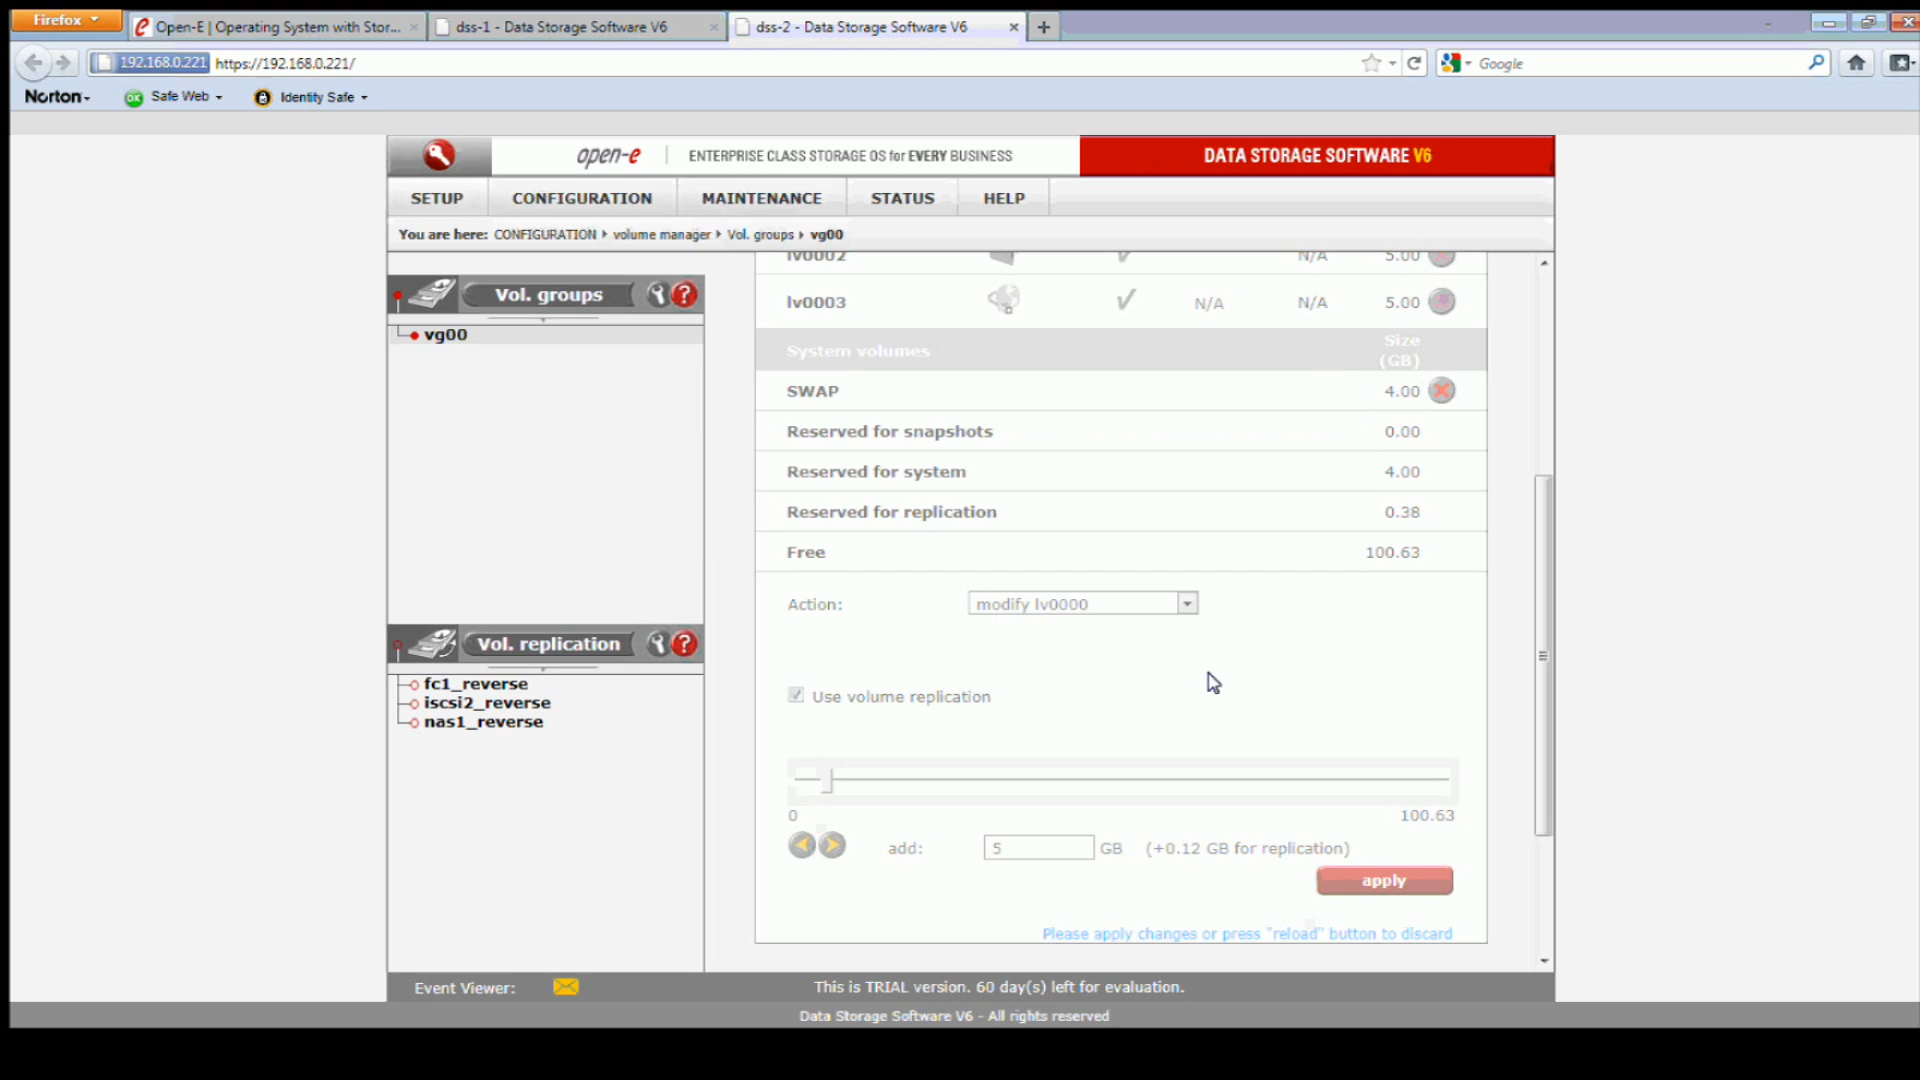 Firefox
Open-E | Operating System with Stor...
dss-1 - Data Storage Software V6
dss-2 - Data Storage Software V6
192.168.0.221 https://192.168.0.221/
Google
Norton
OK Safe Web
Identity Safe
open-e
ENTERPRISE CLASS STORAGE OS for EVERY BUSINESS
DATA STORAGE SOFTWARE V6
SETUP CONFIGURATION MAINTENANCE STATUS HELP
You are here: CONFIGURATION volume manager Vol. groups vg00
Vol. groups
vg00
Vol. replication
fc1_reverse
iscsi2_reverse
nas1_reverse
lv0002 N/A 5.00
lv0003 N/A N/A 5.00
System volumes Size (GB)
SWAP 4.00
Reserved for snapshots 0.00
Reserved for system 4.00
Reserved for replication 0.38
Free 100.63
Action: modify lv0000
Use volume replication
0 100.63
add: 5 GB (+0.12 GB for replication)
apply
Please apply changes or press "reload" button to discard
Event Viewer:
This is TRIAL version. 60 day(s) left for evaluation.
Data Storage Software V6 - All rights reserved